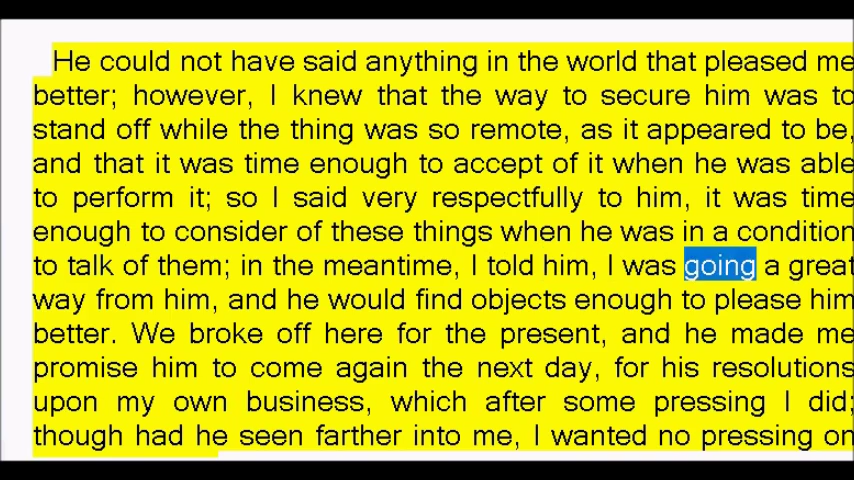 He could not have said anything in the world that pleased me
better; however, I knew that the way to secure him was to
stand off while the thing was so remote, as it appeared to be,
and that it was time enough to accept of it when he was able
to perform it; so I said very respectfully to him, it was time
enough to consider of these things when he was in a condition
to talk of them; in the meantime, I told him, I was going a great
way from him, and he would find objects enough to please him
better. We broke off here for the present, and he made me
promise him to come again the next day, for his resolutions
upon my own business, which after some pressing I did;
though had he seen farther into me, I wanted no pressing on